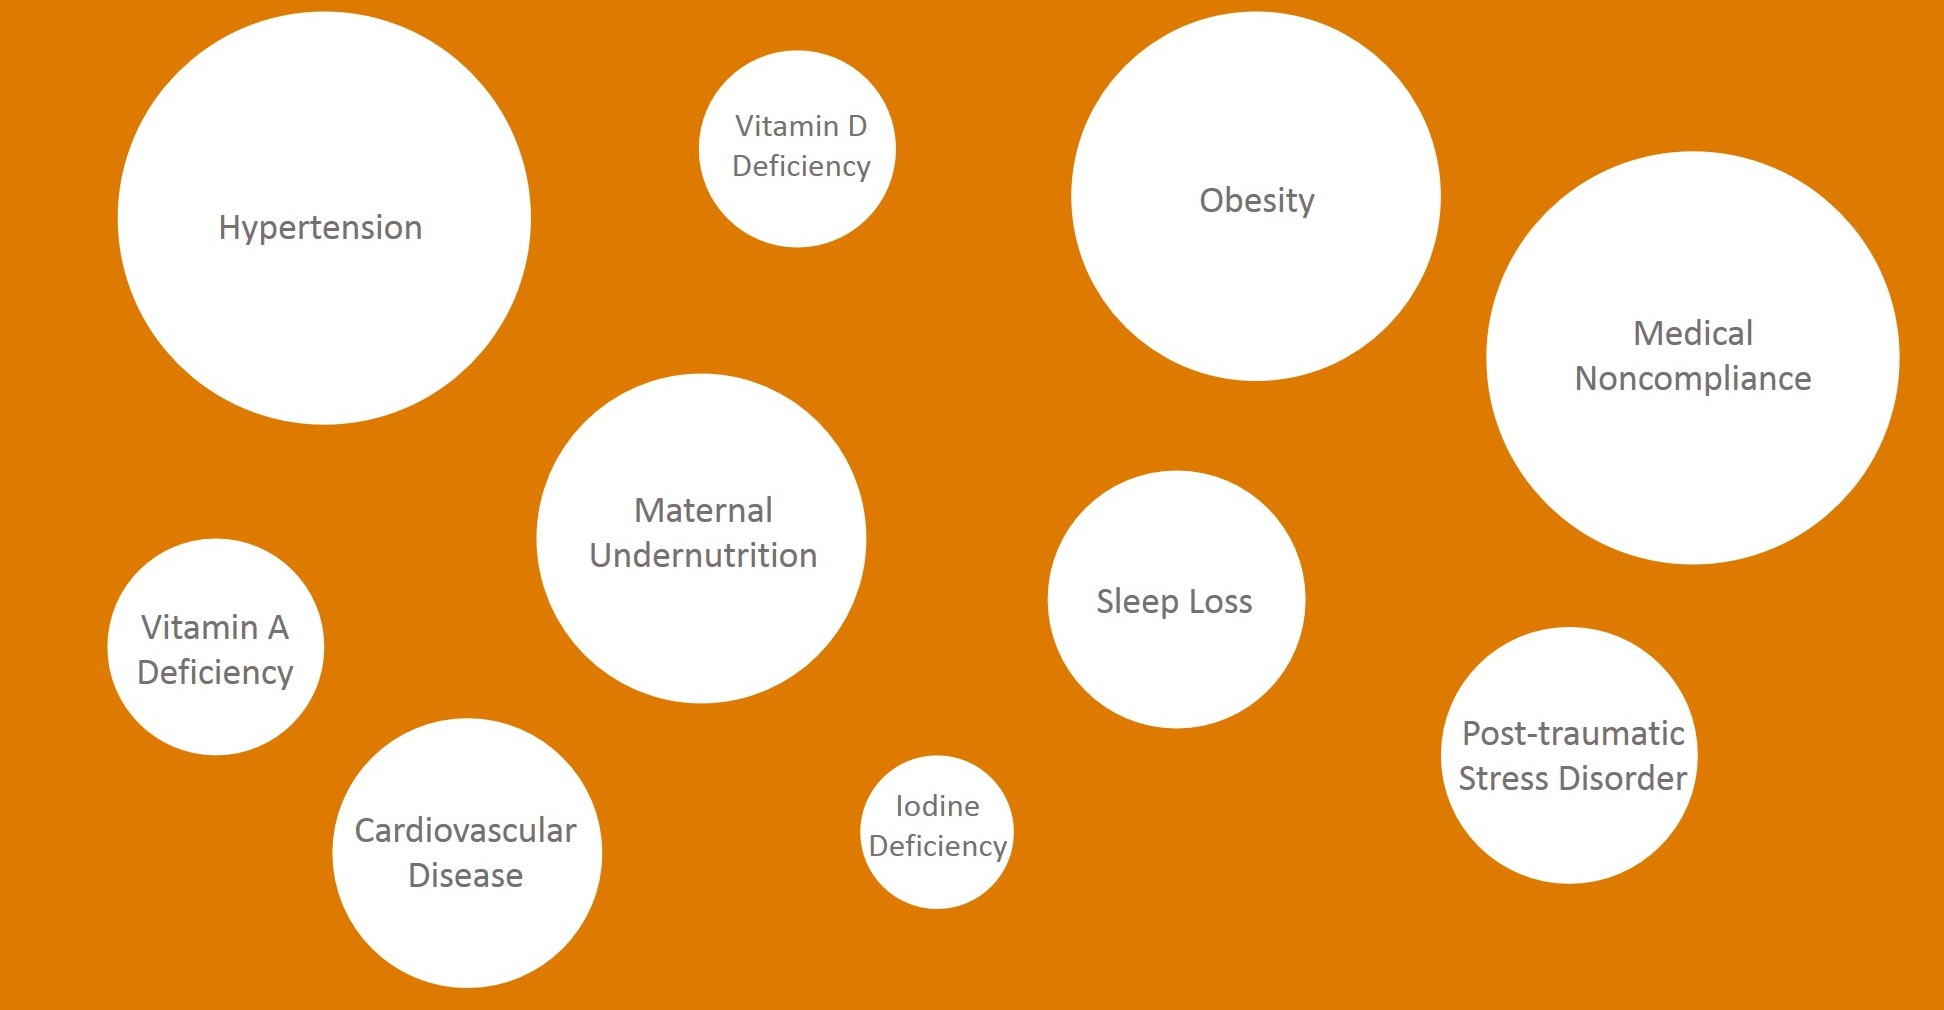 Hypertension
Vitamin D
Deficiency
Obesity
Medical
Noncompliance
Maternal
Undernutrition
Sleep Loss
Vitamin A
Deficiency
Post-traumatic
Stress Disorder
Cardiovascular
Disease
Iodine
Deficiency